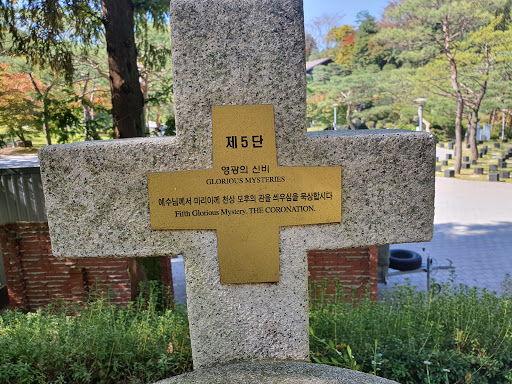 제5단
영광의 신비
GLORIOUS MYSTERIES
예수님께서 마리아께 천상 모후의 관을 씌우심을 묵상합시다
Fifth Glorious Mystery. THE CORONATION.